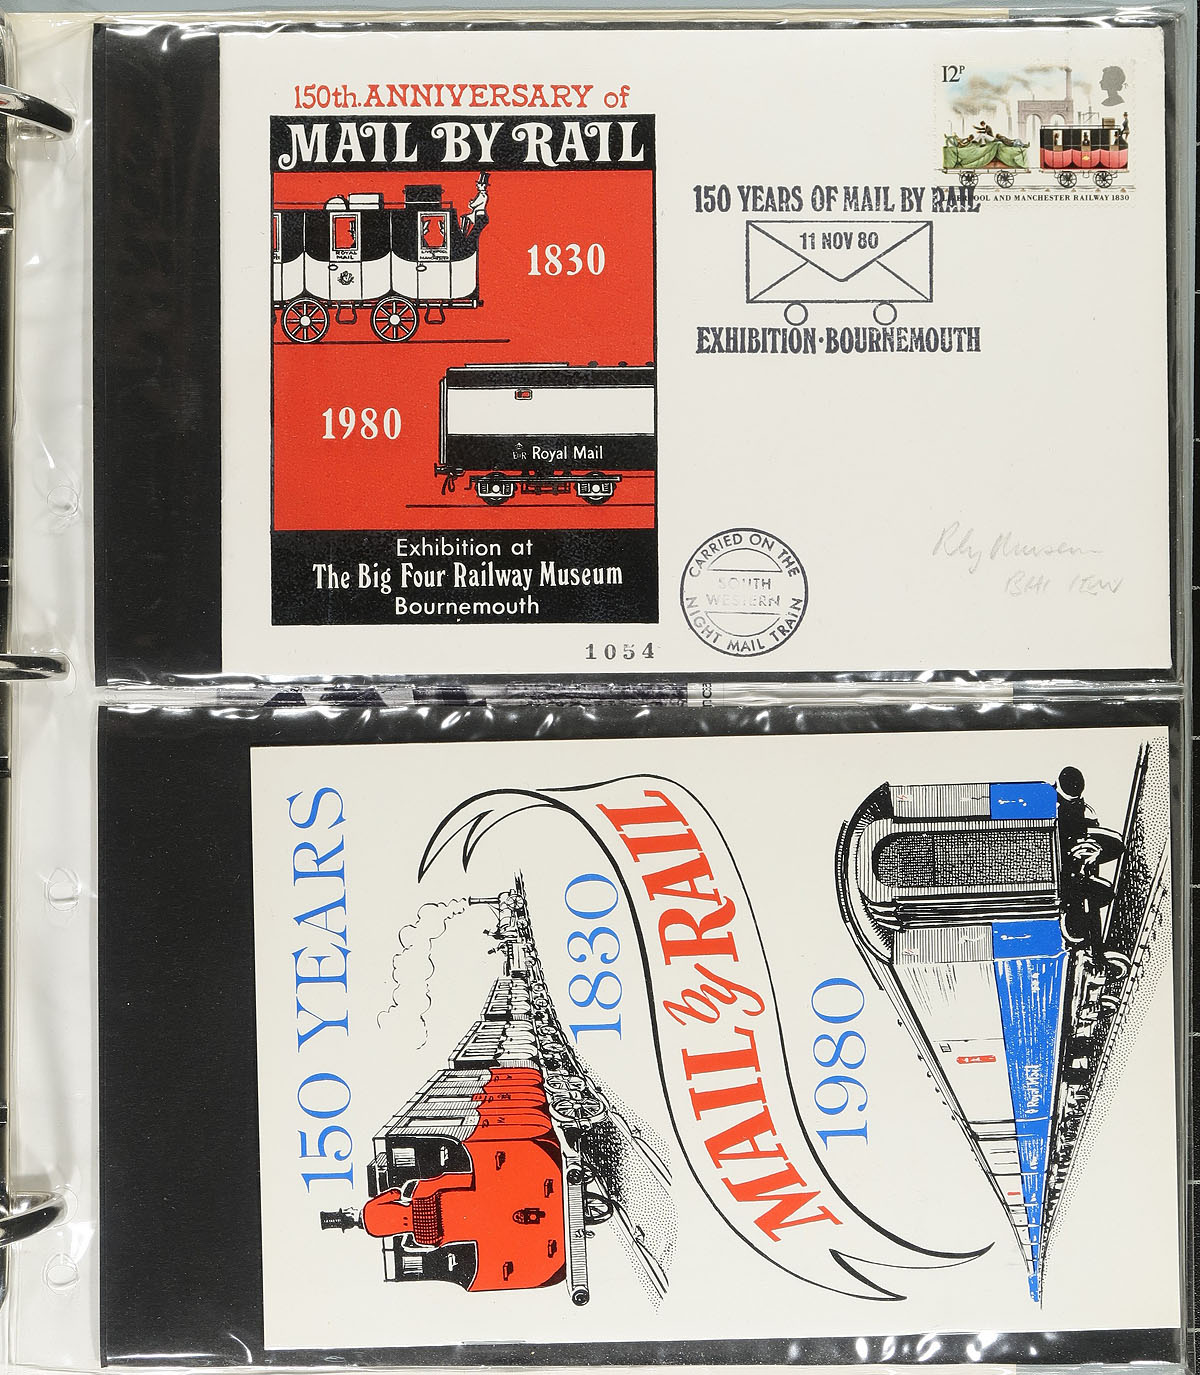 150th.ANNIVERSARY of
MAIL BY RAIL
ROYAL
MAIL
1830
1980
Royal Mail
Exhibition at
The Big Four Railway Museum
Bournemouth
1054
12P
LIVERPOOL AND MANCHESTER RAILWAY 1830
150 YEARS OF MAIL BY RAIL
11 NOV 80
EXHIBITION·BOURNEMOUTH
CARRIED ON THE
SOUTH
WESTERN
NIGHT MAIL TRAIN
150 YEARS
1830
MAIL by RAIL
1980